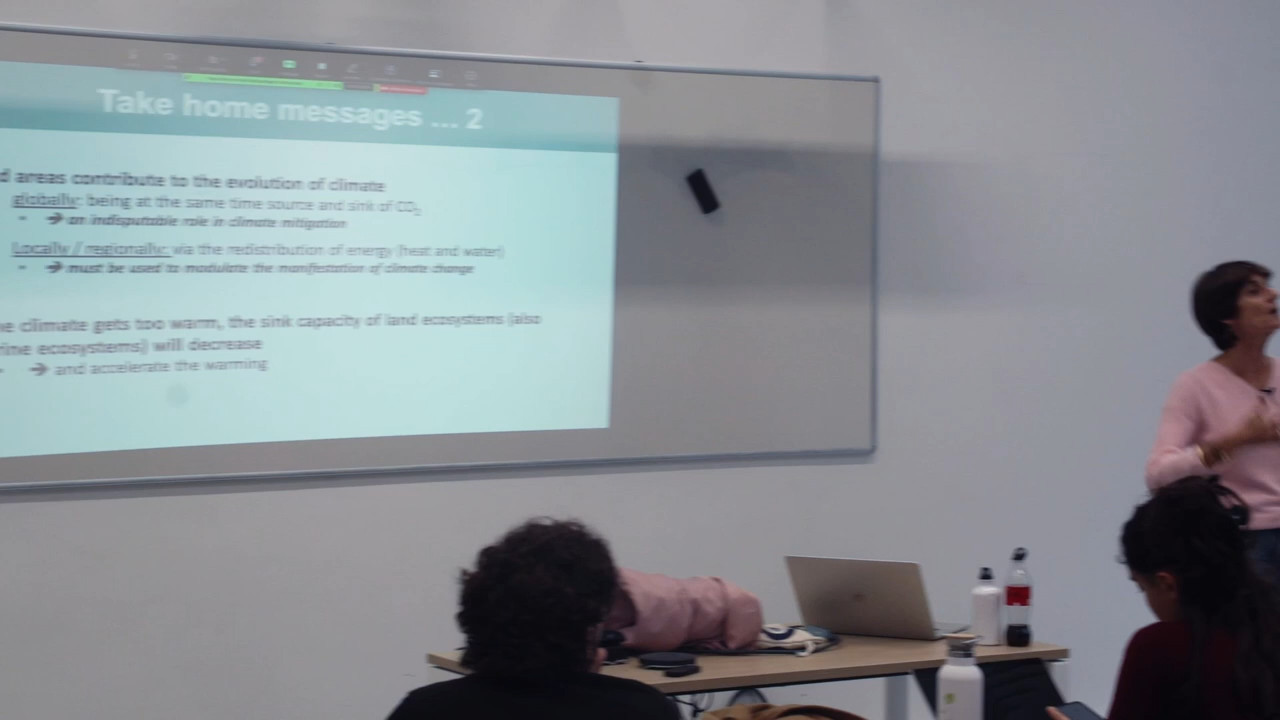 Take home messages ... 2
d areas contribute to the evolution of climate
globally: being at the same time source and sink of CO₂
➔ an indisputable role in climate mitigation
Locally / regionally: via the redistribution of energy (heat and water)
➔ must be used to modulate the manifestation of climate change
e climate gets too warm, the sink capacity of land ecosystems (also
rine ecosystems) will decrease
➔ and accelerate the warming